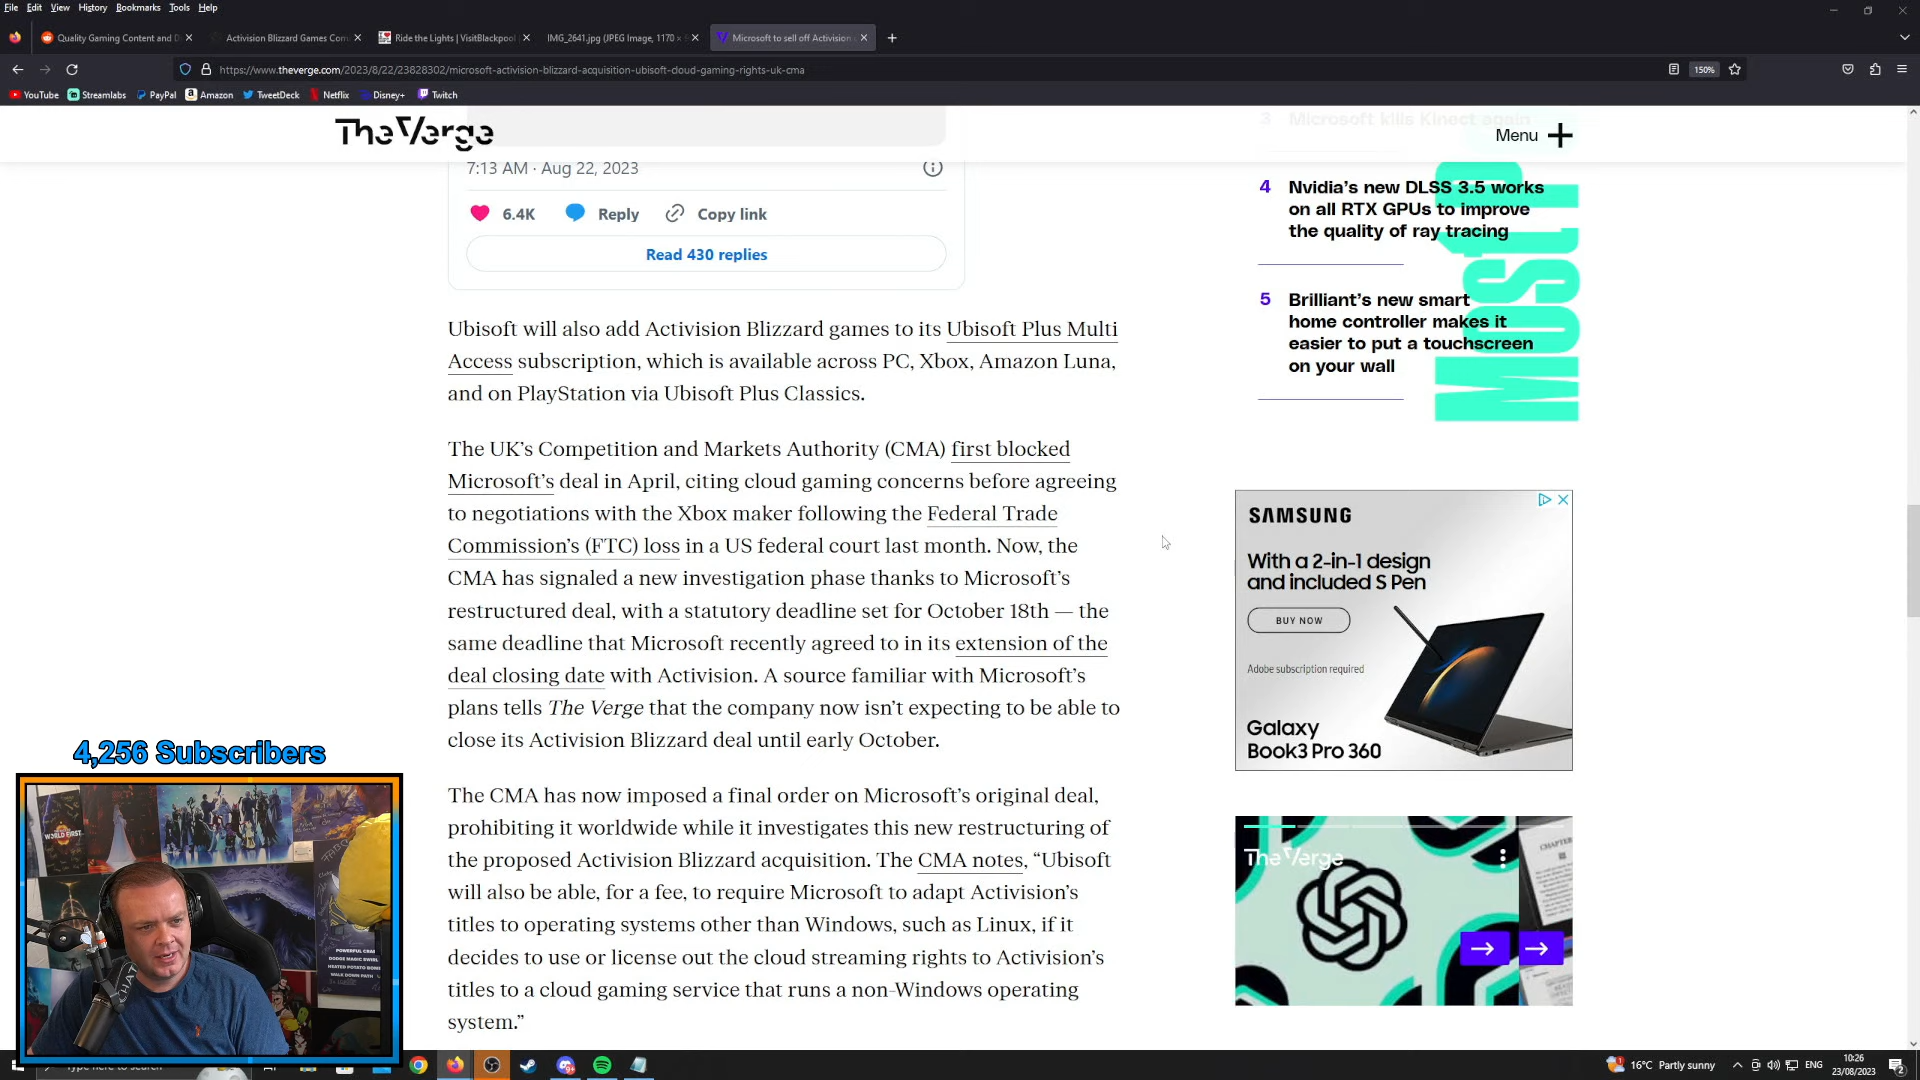 File Edit View History Bookmarks Tools Help
Quality Gaming Content and D
Activision Blizzard Games Com
Ride the Lights | VisitBlackpool
IMG_2641.jpg (JPEG Image, 1170 ×
Microsoft to sell off Activision
https://www.theverge.com/2023/8/22/23828302/microsoft-activision-blizzard-acquisition-ubisoft-cloud-gaming-rights-uk-cma
150%
YouTube Streamlabs PayPal Amazon TweetDeck Netflix Disney+ Twitch
The Verge
Menu
7:13 AM · Aug 22, 2023
6.4K Reply Copy link
Read 430 replies
Ubisoft will also add Activision Blizzard games to its Ubisoft Plus Multi
Access subscription, which is available across PC, Xbox, Amazon Luna,
and on PlayStation via Ubisoft Plus Classics.
The UK’s Competition and Markets Authority (CMA) first blocked
Microsoft’s deal in April, citing cloud gaming concerns before agreeing
to negotiations with the Xbox maker following the Federal Trade
Commission’s (FTC) loss in a US federal court last month. Now, the
CMA has signaled a new investigation phase thanks to Microsoft’s
restructured deal, with a statutory deadline set for October 18th — the
same deadline that Microsoft recently agreed to in its extension of the
deal closing date with Activision. A source familiar with Microsoft’s
plans tells The Verge that the company now isn’t expecting to be able to
close its Activision Blizzard deal until early October.
The CMA has now imposed a final order on Microsoft’s original deal,
prohibiting it worldwide while it investigates this new restructuring of
the proposed Activision Blizzard acquisition. The CMA notes, “Ubisoft
will also be able, for a fee, to require Microsoft to adapt Activision’s
titles to operating systems other than Windows, such as Linux, if it
decides to use or license out the cloud streaming rights to Activision’s
titles to a cloud gaming service that runs a non-Windows operating
system.”
3 Microsoft kills Kinect again
4 Nvidia’s new DLSS 3.5 works
on all RTX GPUs to improve
the quality of ray tracing
5 Brilliant’s new smart
home controller makes it
easier to put a touchscreen
on your wall
Most P
SAMSUNG
With a 2-in-1 design
and included S Pen
BUY NOW
Adobe subscription required
Galaxy
Book3 Pro 360
The Verge
CHAPTER
4,256 Subscribers
WORLD FIRST
POWERFUL CRAB
DODGE MAGIC SWIRL
HEATED POTATO BOMB
WALK DOWN PATH
CHAT
Type here to search
16°C Partly sunny
ENG
10:26
23/08/2023